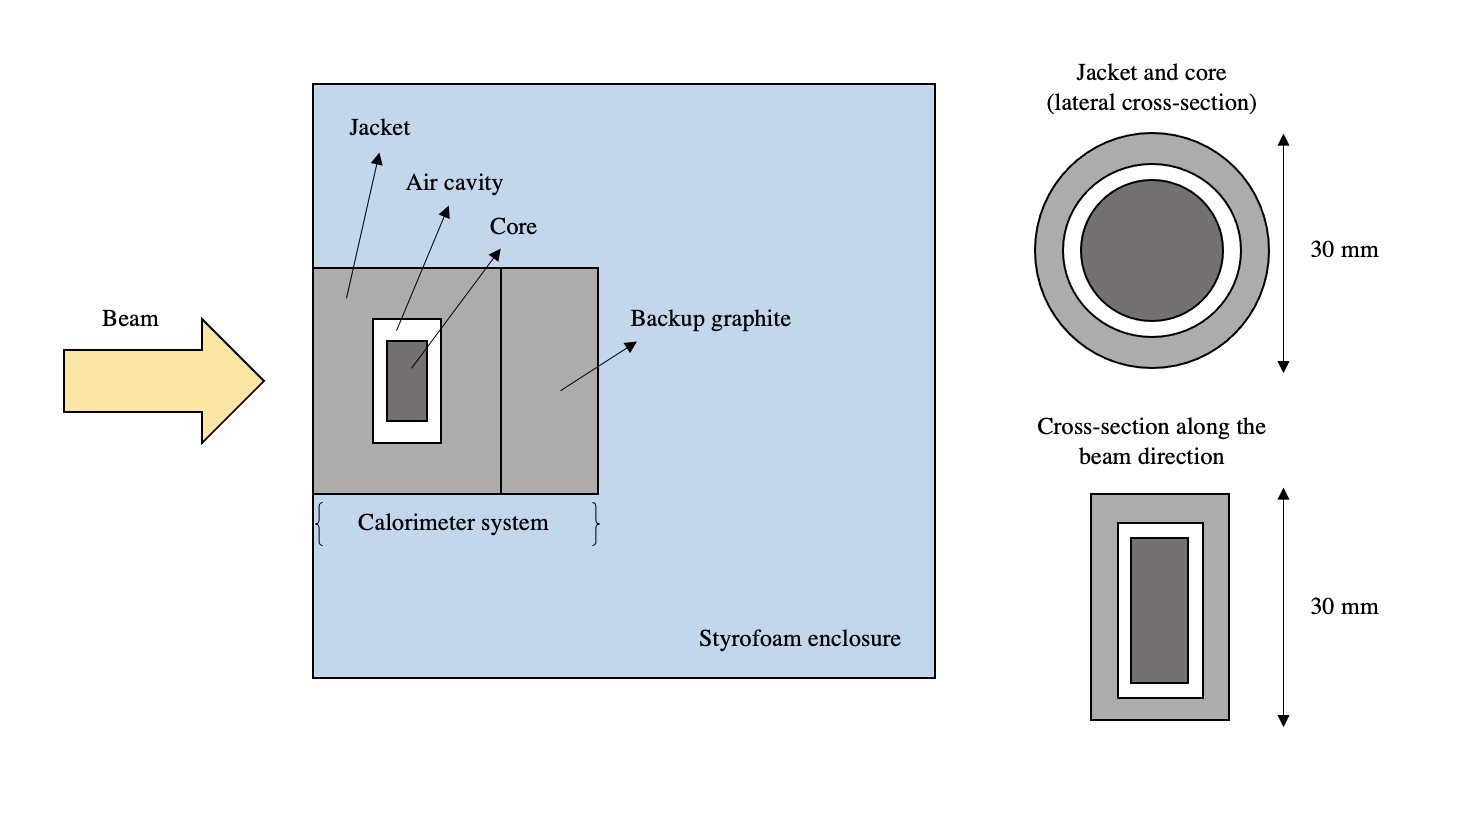 Jacket
Air cavity
Core
Beam
Backup graphite
Calorimeter system
Styrofoam enclosure
Jacket and core
(lateral cross-section)
30 mm
Cross-section along the
beam direction
30 mm